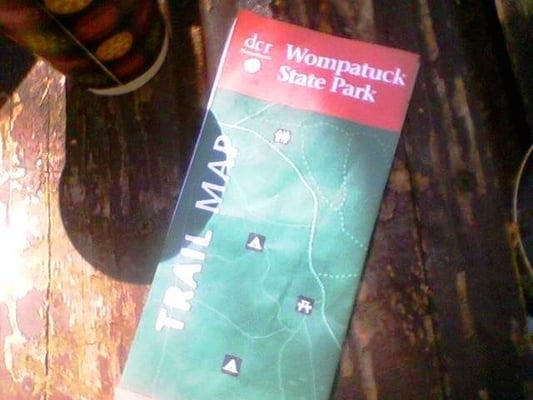 dcr
Wompatuck
State Park
TRAIL MAP